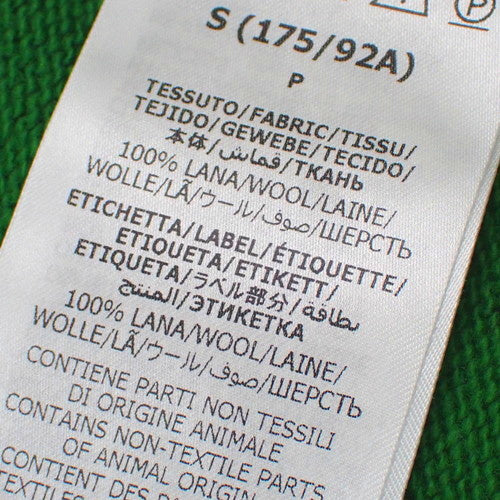 S (175/92A)
P
TESSUTO/FABRIC/TISSU/
TEJIDO/GEWEBE/TECIDO/
本体/قماش/ТКАНЬ
100% LANA/WOOL/LAINE/
WOLLE/LÃ/ウール/صوف/ШЕРСТЬ
ETICHETTA/LABEL/ÉTIQUETTE/
ETIQUETA/ETIKETT/
ETIQUETA/ラベル部分/بطاقة
المنتج/ЭТИКЕТКА
100% LANA/WOOL/LAINE/
WOLLE/LÃ/ウール/صوف/ШЕРСТЬ
CONTIENE PARTI NON TESSILI
DI ORIGINE ANIMALE
CONTAINS NON-TEXTILE PARTS
OF ANIMAL ORIGIN
CONTIENT DES